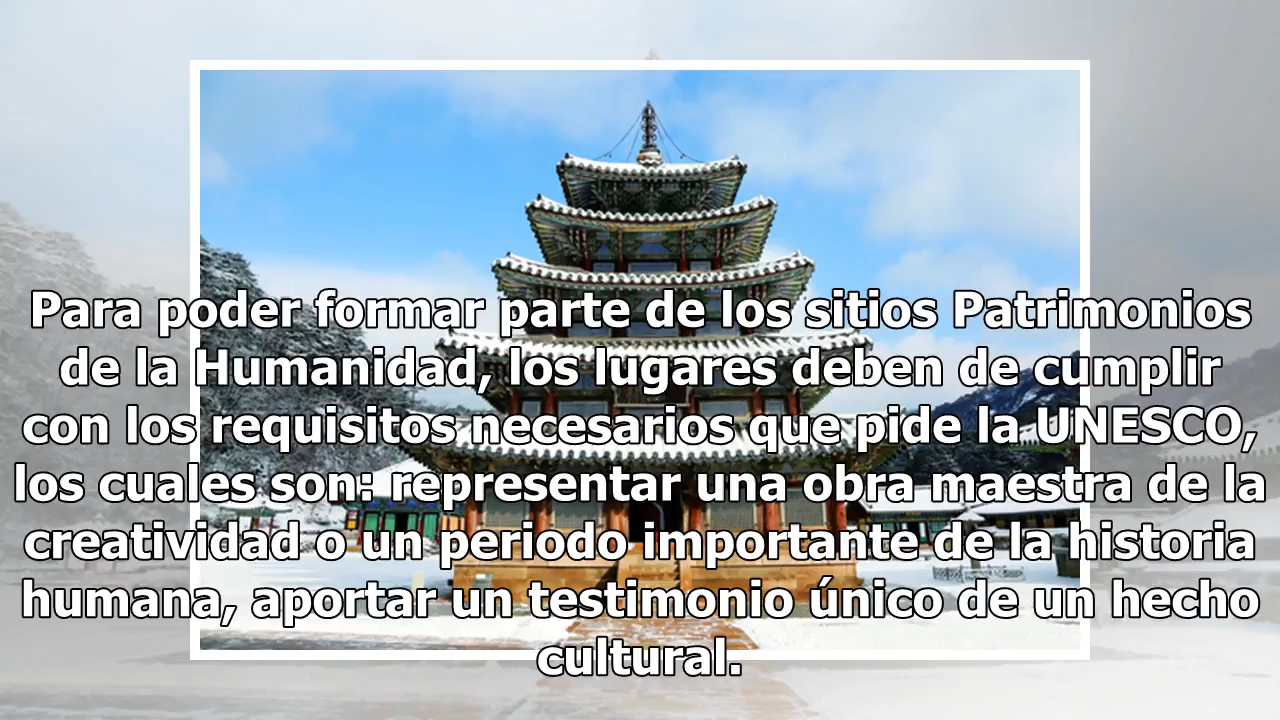 Para poder formar parte de los sitios Patrimonios
de la Humanidad, los lugares deben de cumplir
con los requisitos necesarios que pide la UNESCO,
los cuales son: representar una obra maestra de la
creatividad o un periodo importante de la historia
humana, aportar un testimonio único de un hecho
cultural.